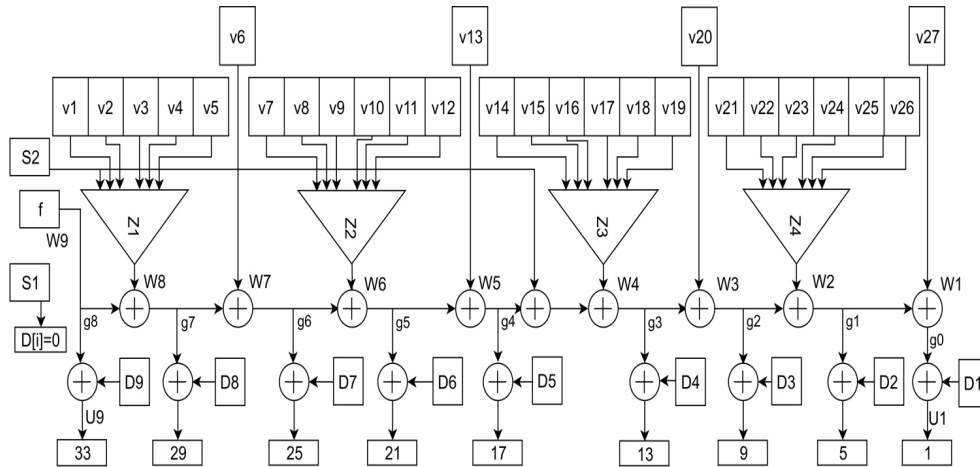 v6 v13 v20 v27
v1 v2 v3 v4 v5 v7 v8 v9 v10 v11 v12 v14 v15 v16 v17 v18 v19 v21 v22 v23 v24 v25 v26
S2
f
Z1 Z2 Z3 Z4
W9
S1
W8 W7 W6 W5 W4 W3 W2 W1
g8 g7 g6 g5 g4 g3 g2 g1 g0
D[i]=0
D9 D8 D7 D6 D5 D4 D3 D2 D1
U9 U1
33 29 25 21 17 13 9 5 1